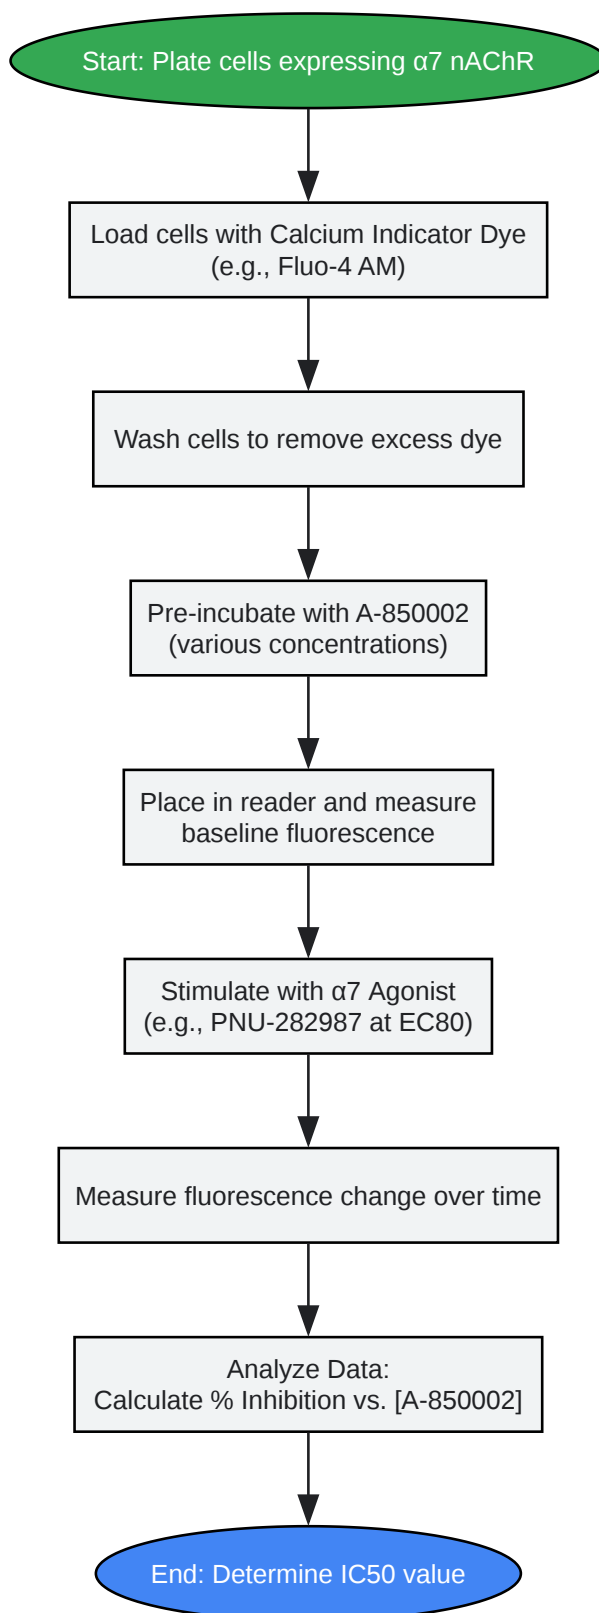 Start: Plate cells expressing α7 nAChR
Load cells with Calcium Indicator Dye
(e.g., Fluo-4 AM)
Wash cells to remove excess dye
Pre-incubate with A-850002
(various concentrations)
Place in reader and measure
baseline fluorescence
Stimulate with α7 Agonist
(e.g., PNU-282987 at EC80)
Measure fluorescence change over time
Analyze Data:
Calculate % Inhibition vs. [A-850002]
End: Determine IC50 value